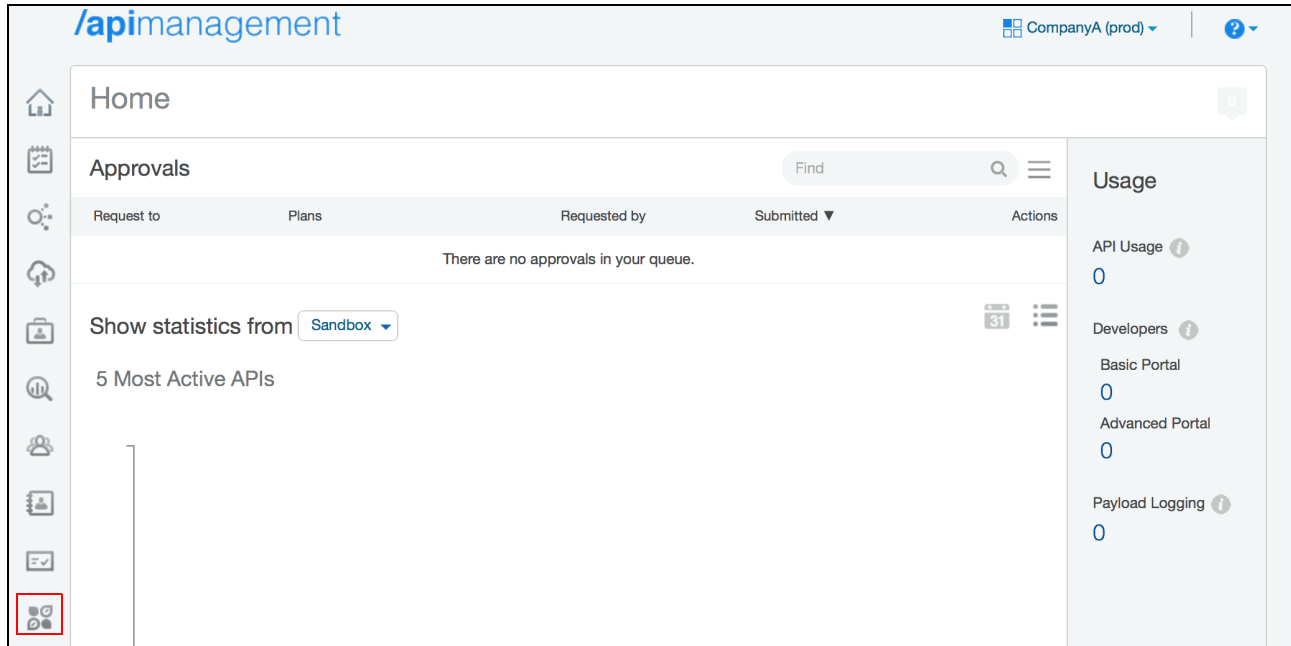 /apimanagement
CompanyA (prod)
?
Home
0
Approvals
Find
Request to Plans Requested by Submitted ▼ Actions
There are no approvals in your queue.
Show statistics from Sandbox
31
5 Most Active APIs
Usage
API Usage i
0
Developers i
Basic Portal
0
Advanced Portal
0
Payload Logging i
0